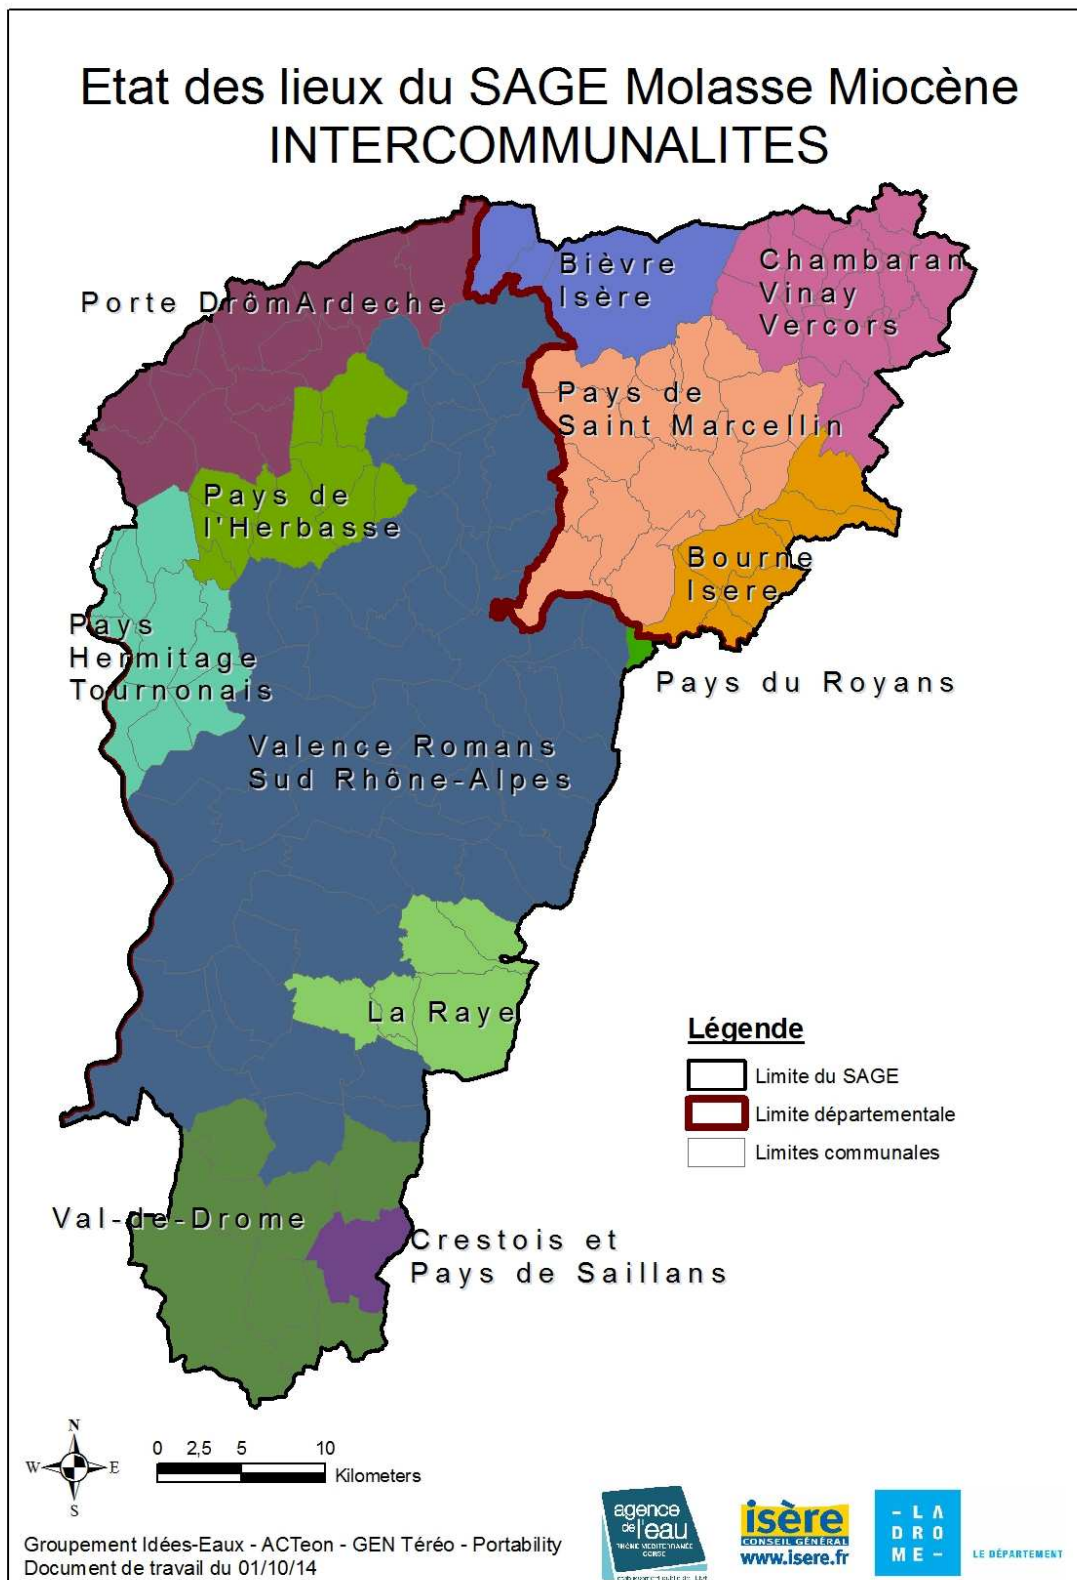 Etat des lieux du SAGE Molasse Miocène
INTERCOMMUNALITES
Porte DrômArdeche
Bièvre
Isère
Chambaran
Vinay
Vercors
Pays de
Saint Marcellin
Pays de
l'Herbasse
Bourne
Isere
Pays
Hermitage
Tournonais
Pays du Royans
Valence Romans
Sud Rhône-Alpes
La Raye
Légende
Limite du SAGE
Limite départementale
Limites communales
Val-de-Drome
Crestois et
Pays de Saillans
N
W E
S
0 2,5 5 10
Kilometers
Groupement Idées-Eaux - ACTeon - GEN Téréo - Portability
Document de travail du 01/10/14
agence
de l'eau
RHÔNE MÉDITERRANÉE
CORSE
isère
CONSEIL GÉNÉRAL
www.isere.fr
- L A
D R O
M E -
LE DÉPARTEMENT